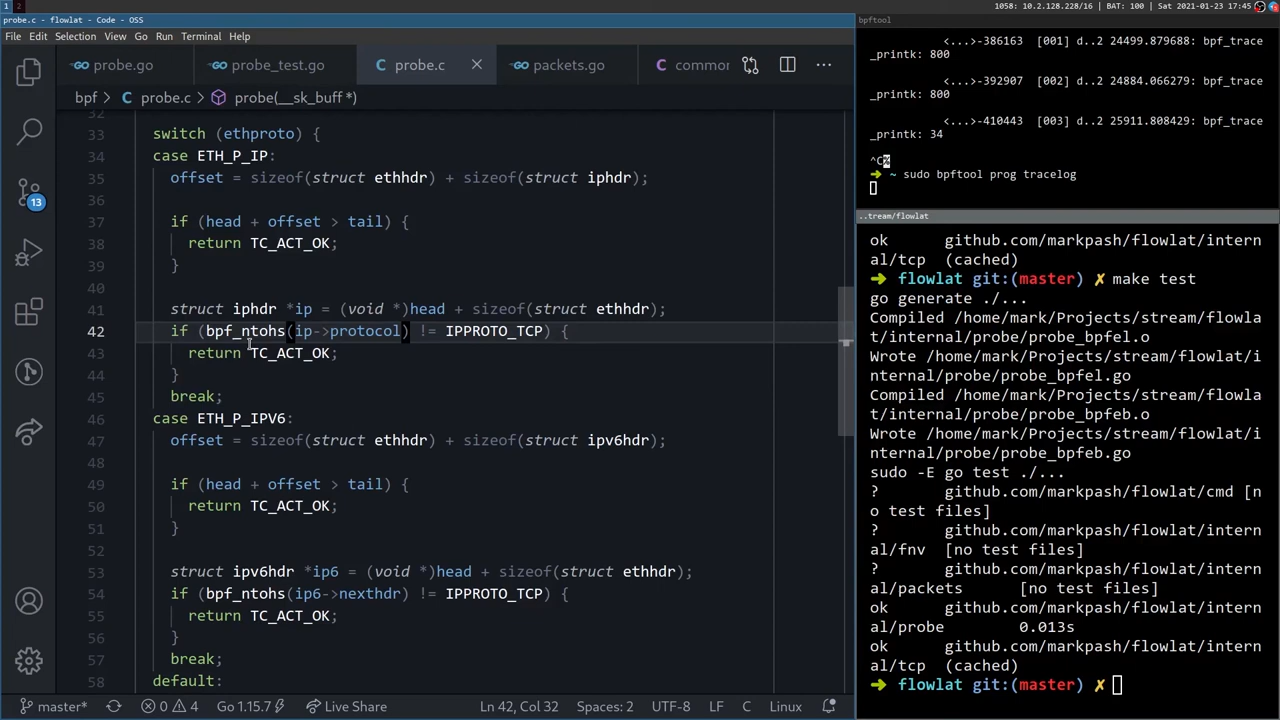 1 2 1058: 10.2.128.228/16 | BAT: 100 | Sat 2021-01-23 17:45
probe.c - flowlat - Code - OSS
File Edit Selection View Go Run Terminal Help
probe.go
probe_test.go
C probe.c
packets.go
C commor
bpf
C probe.c
probe(__sk_buff *)
32
33 switch (ethproto) {
34 case ETH_P_IP:
35 offset = sizeof(struct ethhdr) + sizeof(struct iphdr);
36
37 if (head + offset > tail) {
38 return TC_ACT_OK;
39 }
40
41 struct iphdr *ip = (void *)head + sizeof(struct ethhdr);
42 if (bpf_ntohs(ip->protocol) != IPPROTO_TCP) {
43 return TC_ACT_OK;
44 }
45 break;
46 case ETH_P_IPV6:
47 offset = sizeof(struct ethhdr) + sizeof(struct ipv6hdr);
48
49 if (head + offset > tail) {
50 return TC_ACT_OK;
51 }
52
53 struct ipv6hdr *ip6 = (void *)head + sizeof(struct ethhdr);
54 if (bpf_ntohs(ip6->nexthdr) != IPPROTO_TCP) {
55 return TC_ACT_OK;
56 }
57 break;
58 default:
13
master* 0 4 Go 1.15.7 Live Share Ln 42, Col 32 Spaces: 2 UTF-8 LF C Linux
bpftool
<...>-386163 [001] d..2 24499.879688: bpf_trace
_printk: 800
<...>-392907 [002] d..2 24884.066279: bpf_trace
_printk: 800
<...>-410443 [003] d..2 25911.808429: bpf_trace
_printk: 34
^C%
➜ ~ sudo bpftool prog tracelog
..tream/flowlat
ok github.com/markpash/flowlat/intern
al/tcp (cached)
➜ flowlat git:(master) ✗ make test
go generate ./...
Compiled /home/mark/Projects/stream/flowla
t/internal/probe/probe_bpfel.o
Wrote /home/mark/Projects/stream/flowlat/i
nternal/probe/probe_bpfel.go
Compiled /home/mark/Projects/stream/flowla
t/internal/probe/probe_bpfeb.o
Wrote /home/mark/Projects/stream/flowlat/i
nternal/probe/probe_bpfeb.go
sudo -E go test ./...
? github.com/markpash/flowlat/cmd [n
o test files]
? github.com/markpash/flowlat/intern
al/fnv [no test files]
? github.com/markpash/flowlat/intern
al/packets [no test files]
ok github.com/markpash/flowlat/intern
al/probe 0.013s
ok github.com/markpash/flowlat/intern
al/tcp (cached)
➜ flowlat git:(master) ✗